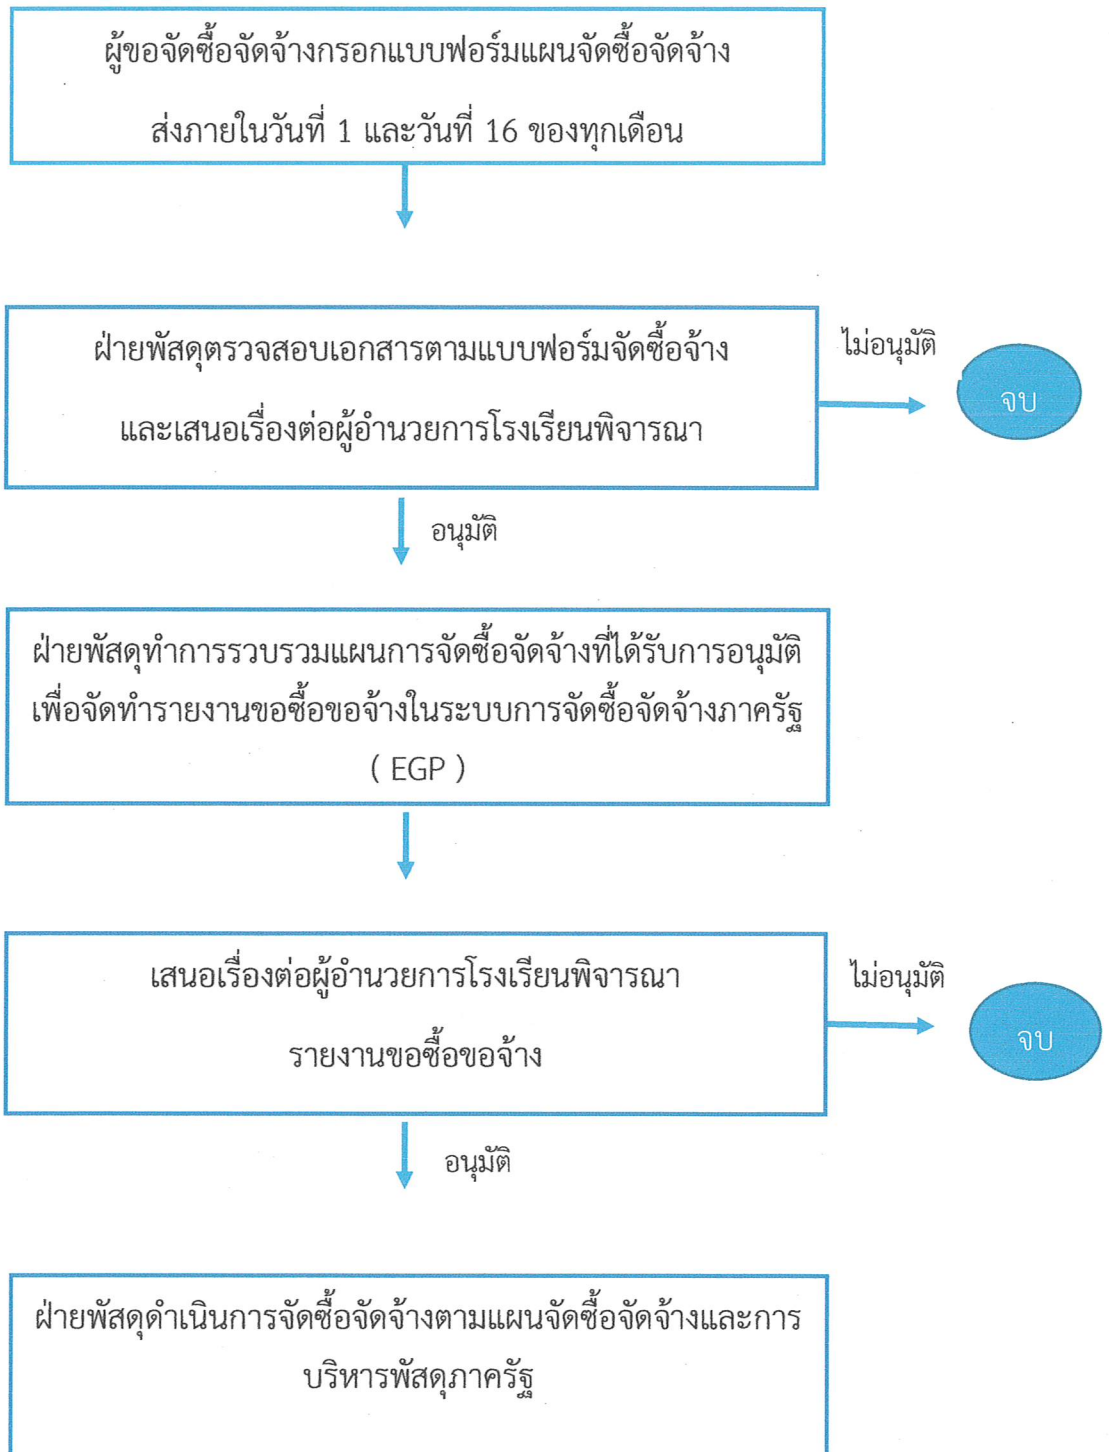 ผู้ขอจัดซื้อจัดจ้างกรอกแบบฟอร์มแผนจัดซื้อจัดจ้าง
ส่งภายในวันที่ 1 และวันที่ 16 ของทุกเดือน
ฝ่ายพัสดุตรวจสอบเอกสารตามแบบฟอร์มจัดซื้อจ้าง
และเสนอเรื่องต่อผู้อำนวยการโรงเรียนพิจารณา
ไม่อนุมัติ
จบ
อนุมัติ
ฝ่ายพัสดุทำการรวบรวมแผนการจัดซื้อจัดจ้างที่ได้รับการอนุมัติ
เพื่อจัดทำรายงานขอซื้อขอจ้างในระบบการจัดซื้อจัดจ้างภาครัฐ
( EGP )
เสนอเรื่องต่อผู้อำนวยการโรงเรียนพิจารณา
รายงานขอซื้อขอจ้าง
ไม่อนุมัติ
จบ
อนุมัติ
ฝ่ายพัสดุดำเนินการจัดซื้อจัดจ้างตามแผนจัดซื้อจัดจ้างและการ
บริหารพัสดุภาครัฐ